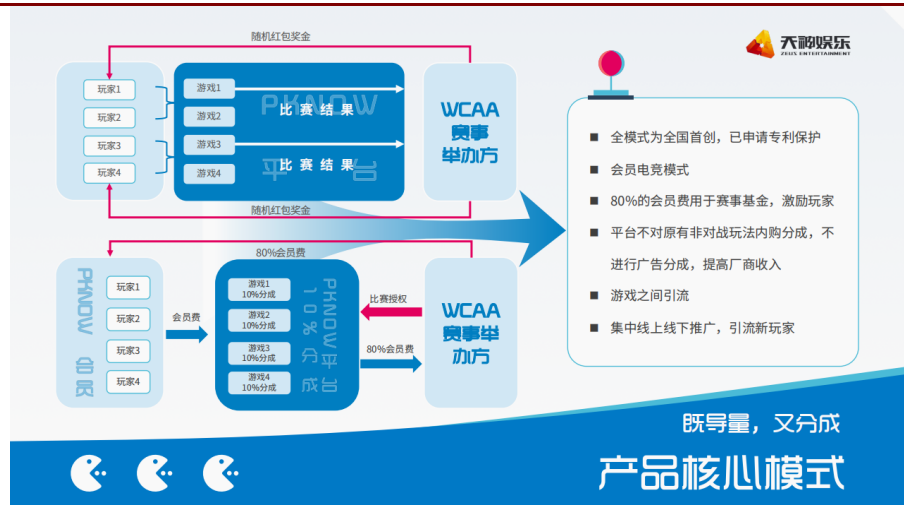 随机红包奖金
天神娱乐
ZEUS ENTERTAINMENT
玩家1
玩家2
玩家3
玩家4
游戏1
游戏2
游戏3
游戏4
PKNOW
平台
比赛结果
比赛结果
WCAA
赛事
举办方
随机红包奖金
80%会员费
PKNOW 会员
玩家1
玩家2
玩家3
玩家4
会员费
游戏1
10%分成
游戏2
10%分成
游戏3
10%分成
游戏4
10%分成
PKNOW平台
10%分成
比赛授权
80%会员费
WCAA
赛事举
办方
■ 全模式为全国首创，已申请专利保护
■ 会员电竞模式
■ 80%的会员费用于赛事基金，激励玩家
■ 平台不对原有非对战玩法内购分成，不
进行广告分成，提高厂商收入
■ 游戏之间引流
■ 集中线上线下推广，引流新玩家
既导量，又分成
产品核心模式